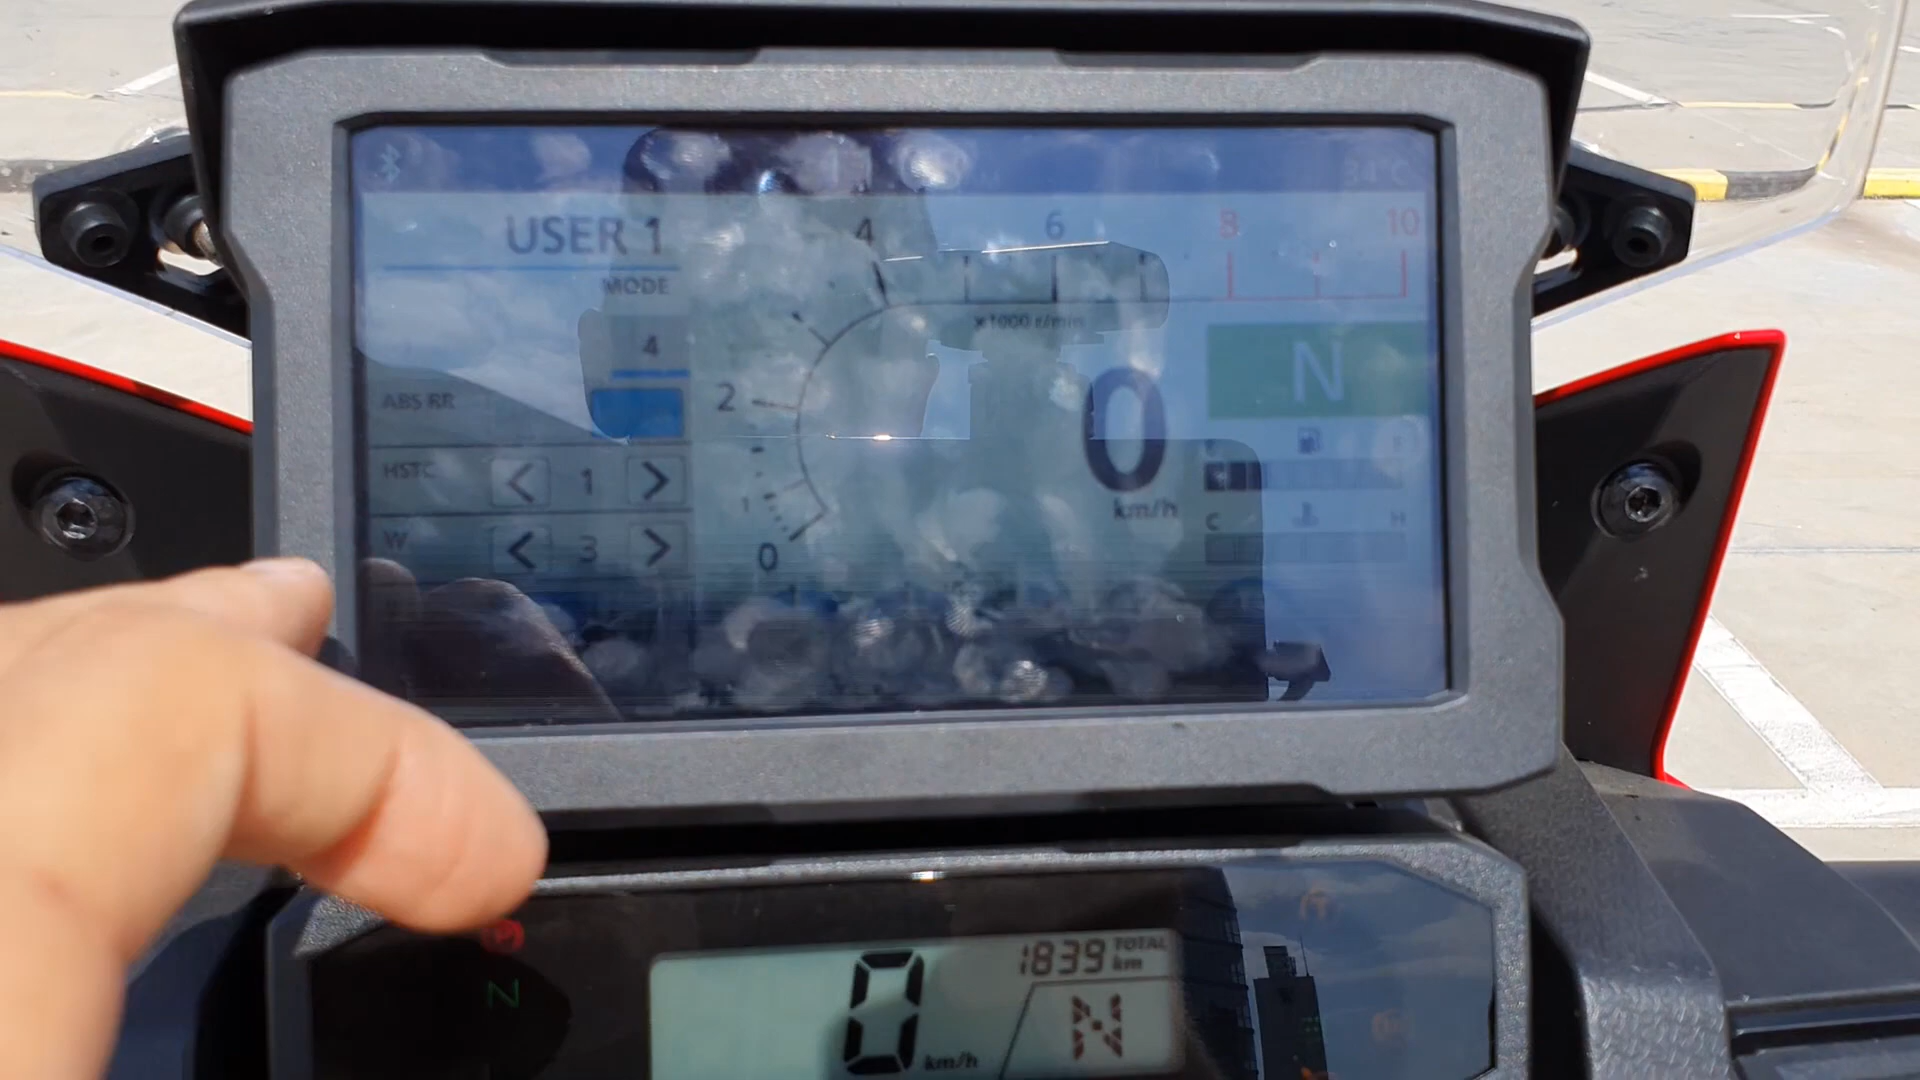 34°C
USER 1
4 6 8 10
MODE
×1000 r/min
4
N
2
ABS RR
0
HSTC < 1 >
1
km/h
C H
W < 3 >
0
1839 TOTAL km
N
0 km/h
N